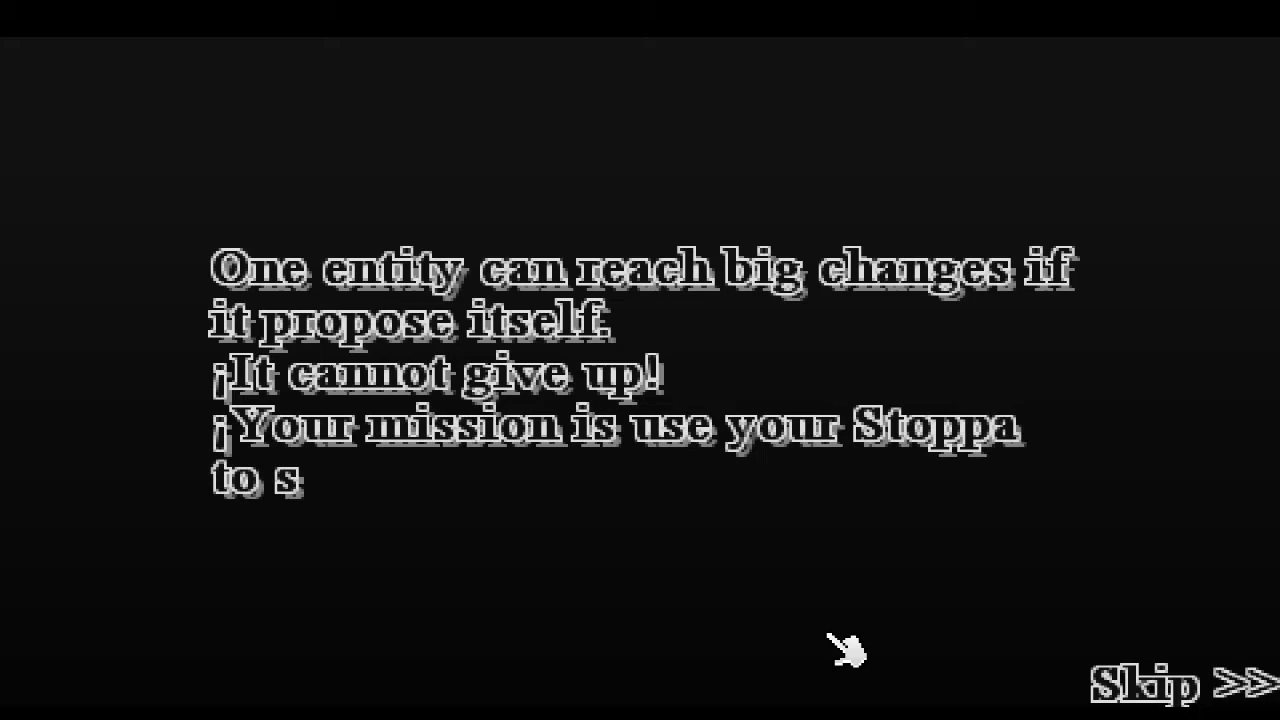 One entity can reach big changes if
it propose itself.
¡It cannot give up!
¡Your mission is use your Stoppa
to s
Skip >>